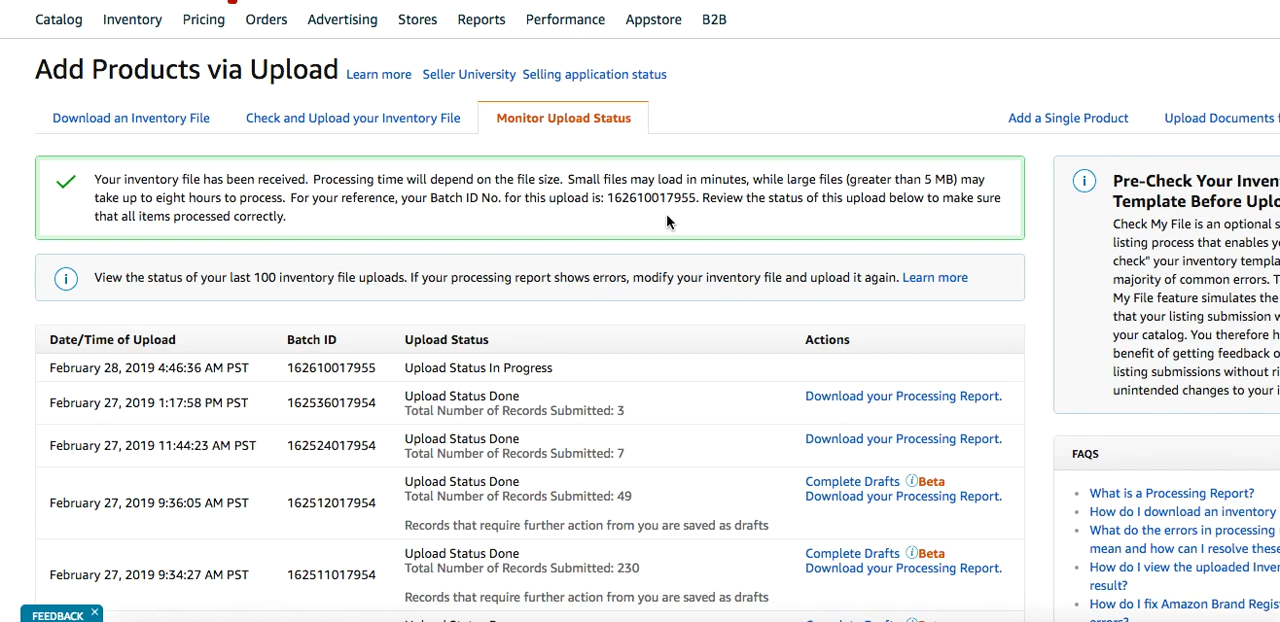 Catalog Inventory Pricing Orders Advertising Stores Reports Performance Appstore B2B
Add Products via Upload Learn more Seller University Selling application status
Download an Inventory File Check and Upload your Inventory File Monitor Upload Status Add a Single Product Upload Documents f
Your inventory file has been received. Processing time will depend on the file size. Small files may load in minutes, while large files (greater than 5 MB) may
take up to eight hours to process. For your reference, your Batch ID No. for this upload is: 162610017955. Review the status of this upload below to make sure
that all items processed correctly.
View the status of your last 100 inventory file uploads. If your processing report shows errors, modify your inventory file and upload it again. Learn more
Date/Time of Upload Batch ID Upload Status Actions
February 28, 2019 4:46:36 AM PST 162610017955 Upload Status In Progress
February 27, 2019 1:17:58 PM PST 162536017954 Upload Status Done Download your Processing Report.
Total Number of Records Submitted: 3
February 27, 2019 11:44:23 AM PST 162524017954 Upload Status Done Download your Processing Report.
Total Number of Records Submitted: 7
Upload Status Done Complete Drafts Beta
Total Number of Records Submitted: 49 Download your Processing Report.
February 27, 2019 9:36:05 AM PST 162512017954
Records that require further action from you are saved as drafts
Upload Status Done Complete Drafts Beta
Total Number of Records Submitted: 230 Download your Processing Report.
February 27, 2019 9:34:27 AM PST 162511017954
Records that require further action from you are saved as drafts
FEEDBACK
Pre-Check Your Inven
Template Before Uplo
Check My File is an optional s
listing process that enables yo
check" your inventory templa
majority of common errors. T
My File feature simulates the
that your listing submission w
your catalog. You therefore h
benefit of getting feedback o
listing submissions without ri
unintended changes to your i
FAQS
What is a Processing Report?
How do I download an inventory
What do the errors in processing
mean and how can I resolve these
How do I view the uploaded Inver
result?
How do I fix Amazon Brand Regis